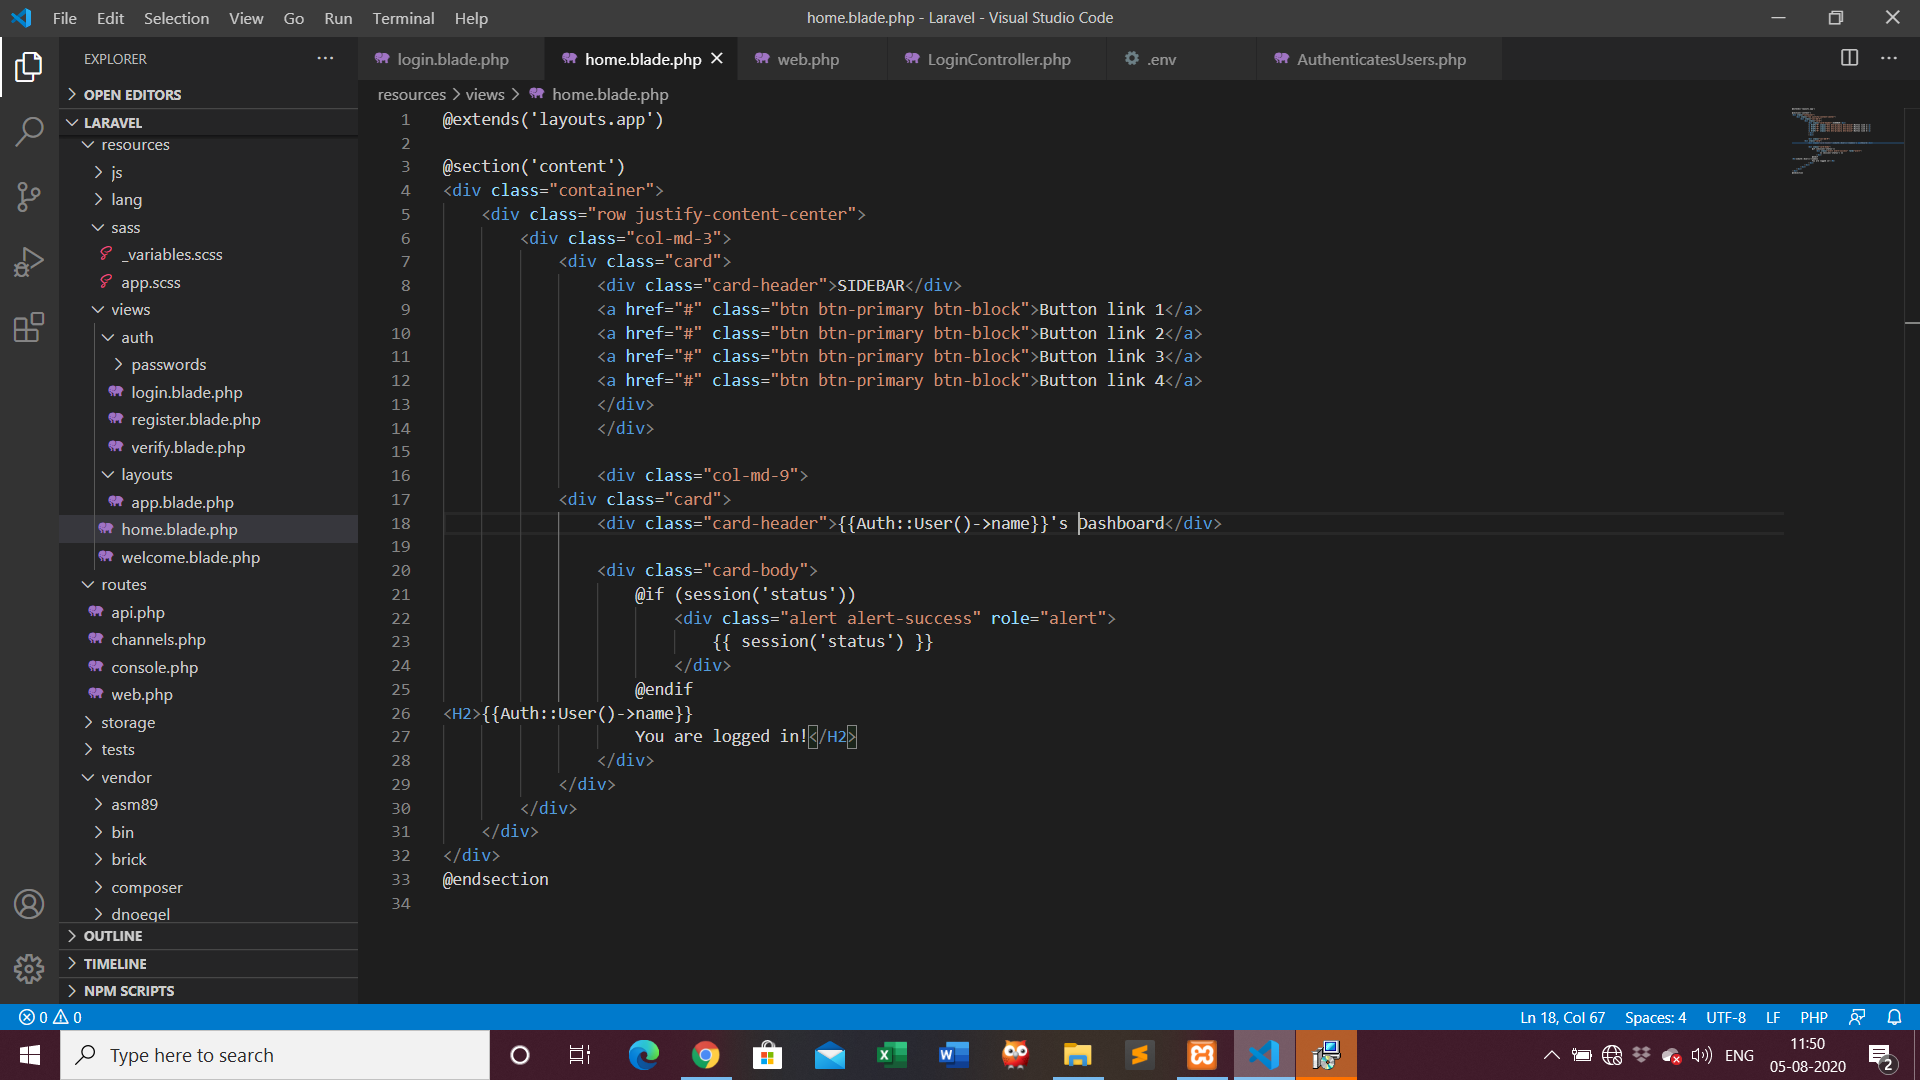 File Edit Selection View Go Run Terminal Help
home.blade.php - Laravel - Visual Studio Code
EXPLORER
login.blade.php
home.blade.php
web.php
LoginController.php
.env
AuthenticatesUsers.php
OPEN EDITORS
LARAVEL
resources
js
lang
sass
_variables.scss
app.scss
views
auth
passwords
login.blade.php
register.blade.php
verify.blade.php
layouts
app.blade.php
home.blade.php
welcome.blade.php
routes
api.php
channels.php
console.php
web.php
storage
tests
vendor
asm89
bin
brick
composer
dnoegel
OUTLINE
TIMELINE
NPM SCRIPTS
resources > views > home.blade.php
1 @extends('layouts.app')
2
3 @section('content')
4 <div class="container">
5 <div class="row justify-content-center">
6 <div class="col-md-3">
7 <div class="card">
8 <div class="card-header">SIDEBAR</div>
9 <a href="#" class="btn btn-primary btn-block">Button link 1</a>
10 <a href="#" class="btn btn-primary btn-block">Button link 2</a>
11 <a href="#" class="btn btn-primary btn-block">Button link 3</a>
12 <a href="#" class="btn btn-primary btn-block">Button link 4</a>
13 </div>
14 </div>
15
16 <div class="col-md-9">
17 <div class="card">
18 <div class="card-header">{{Auth::User()->name}}'s Dashboard</div>
19
20 <div class="card-body">
21 @if (session('status'))
22 <div class="alert alert-success" role="alert">
23 {{ session('status') }}
24 </div>
25 @endif
26 <H2>{{Auth::User()->name}}
27 You are logged in!</H2>
28 </div>
29 </div>
30 </div>
31 </div>
32 </div>
33 @endsection
34
0 0
Ln 18, Col 67 Spaces: 4 UTF-8 LF PHP
Type here to search
ENG
11:50
05-08-2020
2